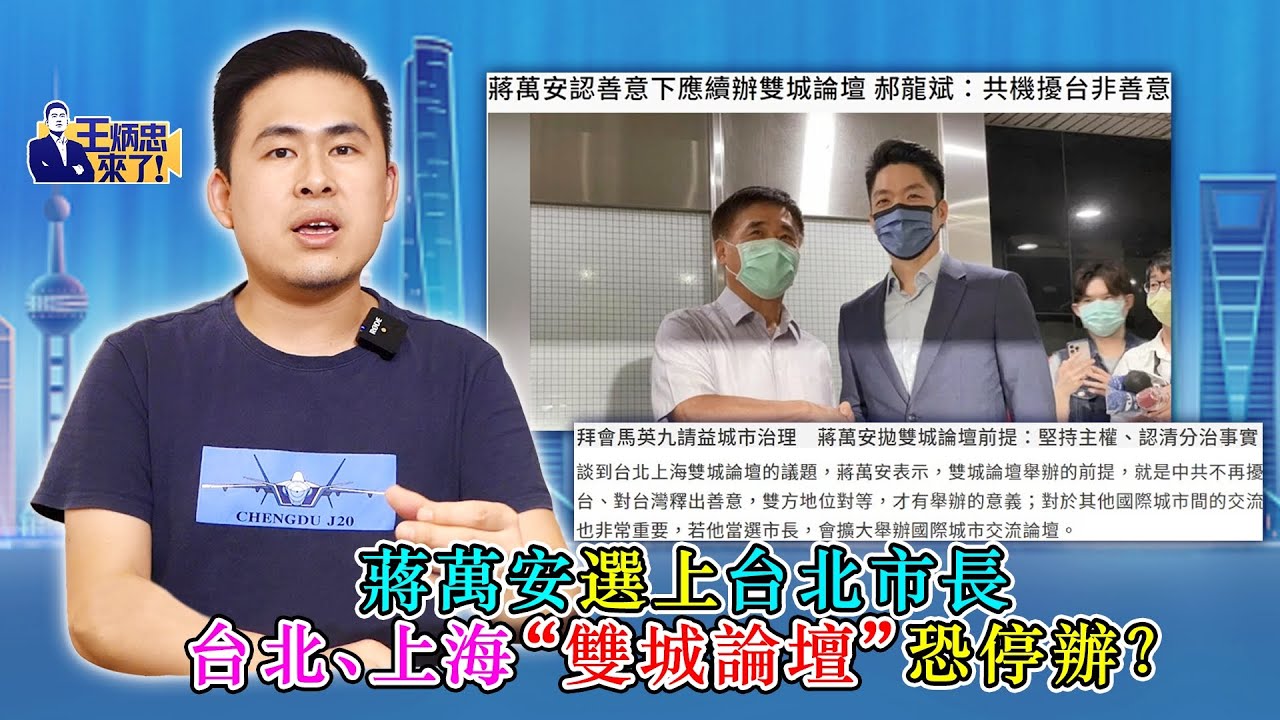 王炳忠
來了!
蔣萬安認善意下應續辦雙城論壇 郝龍斌：共機擾台非善意
RODE
CHENGDU J20
拜會馬英九請益城市治理　蔣萬安拋雙城論壇前提：堅持主權、認清分治事實
談到台北上海雙城論壇的議題，蔣萬安表示，雙城論壇舉辦的前提，就是中共不再擾
台、對台灣釋出善意，雙方地位對等，才有舉辦的意義；對於其他國際城市間的交流
也非常重要，若他當選市長，會擴大舉辦國際城市交流論壇。
蔣萬安選上台北市長
台北、上海“雙城論壇”恐停辦?